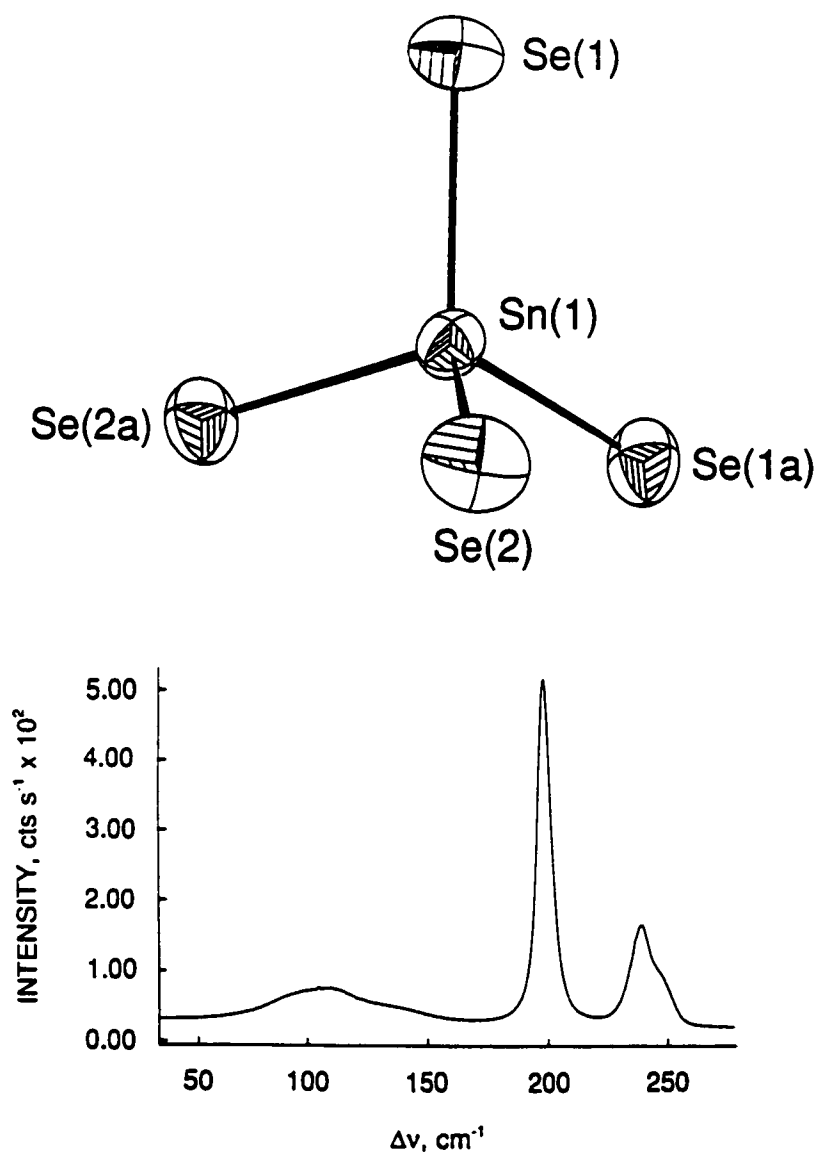 Se(1)
Sn(1)
Se(2a)
Se(1a)
Se(2)
INTENSITY, cts s⁻¹ x 10²
5.00
4.00
3.00
2.00
1.00
0.00
50 100 150 200 250
Δν, cm⁻¹